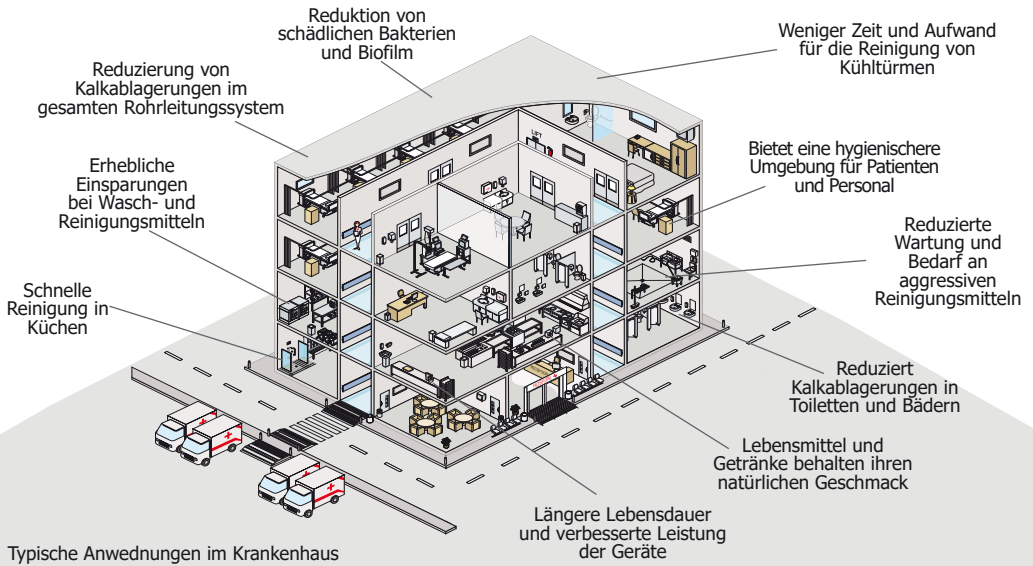 Reduktion von
schädlichen Bakterien
und Biofilm
Weniger Zeit und Aufwand
für die Reinigung von
Kühltürmen
Reduzierung von
Kalkablagerungen im
gesamten Rohrleitungssystem
LIFT
Bietet eine hygienischere
Umgebung für Patienten
und Personal
Erhebliche
Einsparungen
bei Wasch- und
Reinigungsmitteln
Reduzierte
Wartung und
Bedarf an
aggressiven
Reinigungsmitteln
Schnelle
Reinigung in
Küchen
Reduziert
Kalkablagerungen in
Toiletten und Bädern
Lebensmittel und
Getränke behalten ihren
natürlichen Geschmack
Längere Lebensdauer
und verbesserte Leistung
der Geräte
Typische Anwednungen im Krankenhaus